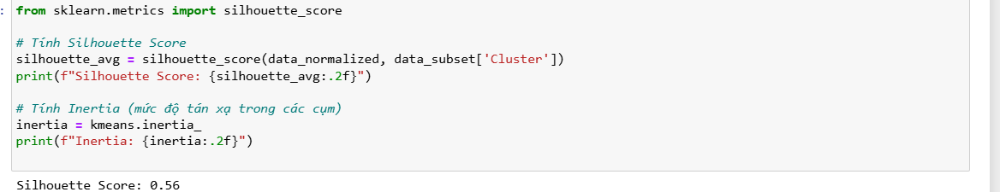 : from sklearn.metrics import silhouette_score
# Tính Silhouette Score
silhouette_avg = silhouette_score(data_normalized, data_subset['Cluster'])
print(f"Silhouette Score: {silhouette_avg:.2f}")
# Tính Inertia (mức độ tán xạ trong các cụm)
inertia = kmeans.inertia_
print(f"Inertia: {inertia:.2f}")
Silhouette Score: 0.56